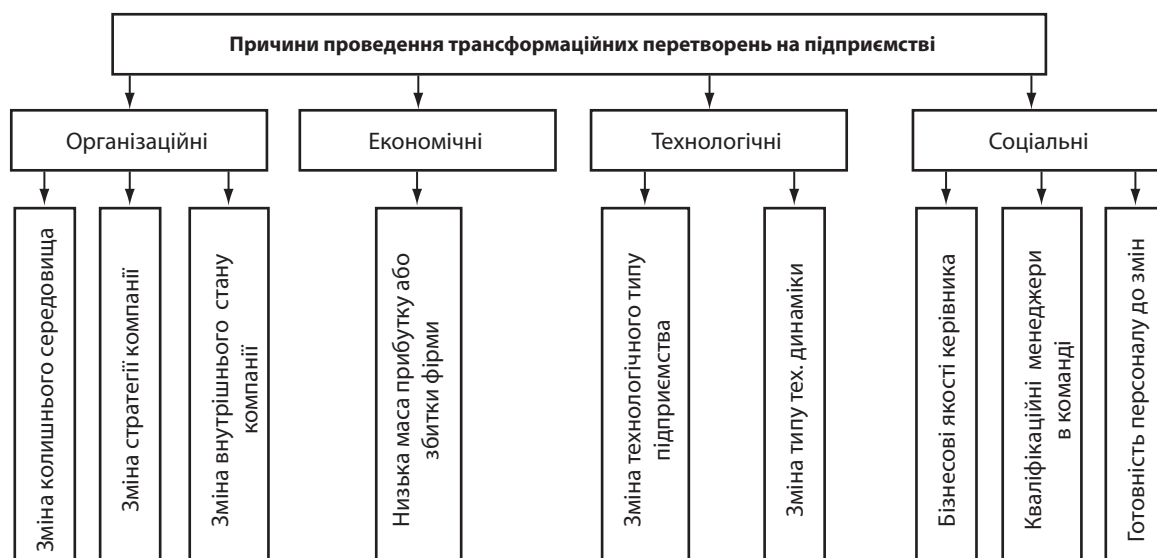 Причини проведення трансформаційних перетворень на підприємстві
Організаційні
Економічні
Технологічні
Соціальні
Зміна колишнього середовища
Зміна стратегії компанії
Зміна внутрішнього стану
компанії
Низька маса прибутку або
збитки фірми
Зміна технологічного типу
підприємства
Зміна типу тех. динаміки
Бізнесові якості керівника
Кваліфікаційні менеджери
в команді
Готовність персоналу до змін